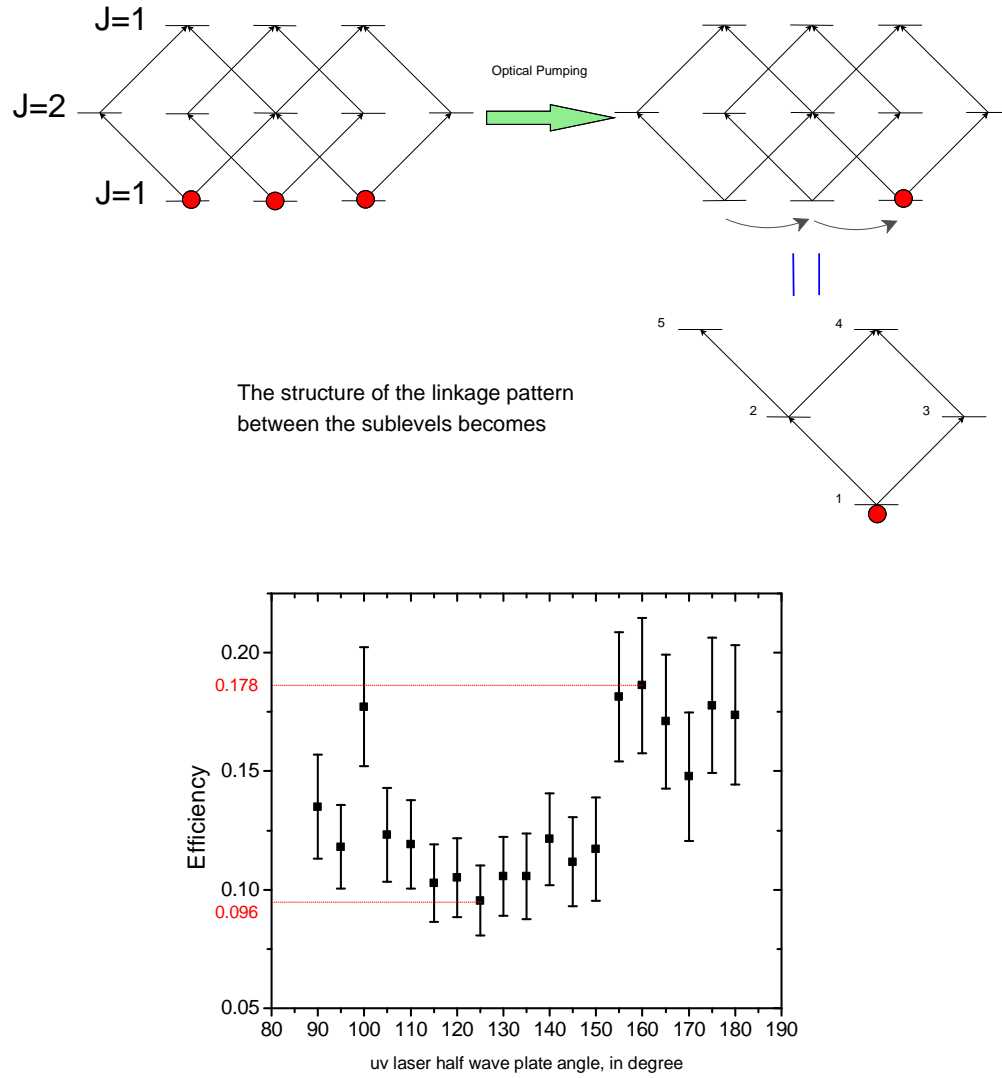 J=1
Optical Pumping
J=2
J=1
5
4
The structure of the linkage pattern
between the sublevels becomes
2
3
1
0.20
0.178
0.15
Efficiency
0.10
0.096
0.05
80 90 100 110 120 130 140 150 160 170 180 190
uv laser half wave plate angle, in degree